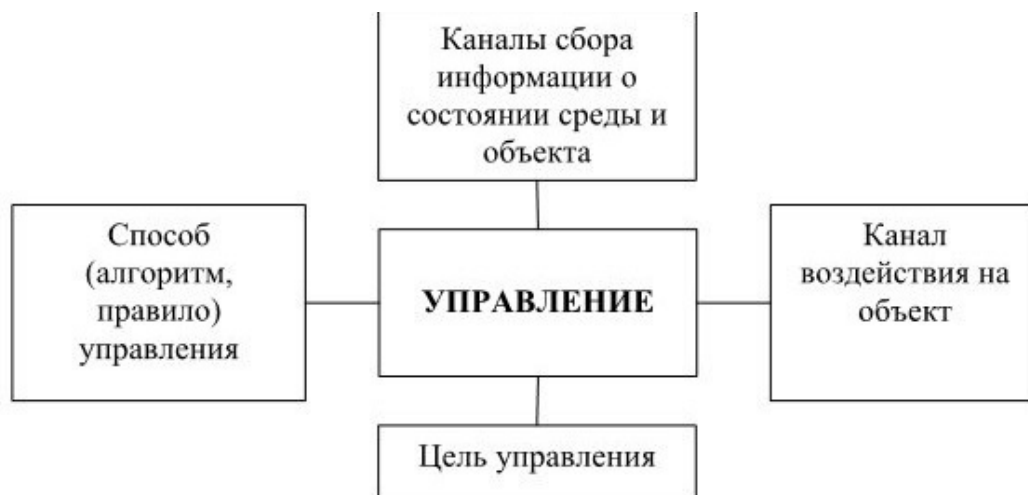 Каналы сбора
информации о
состоянии среды и
объекта
Способ
(алгоритм,
правило)
управления
УПРАВЛЕНИЕ
Канал
воздействия на
объект
Цель управления